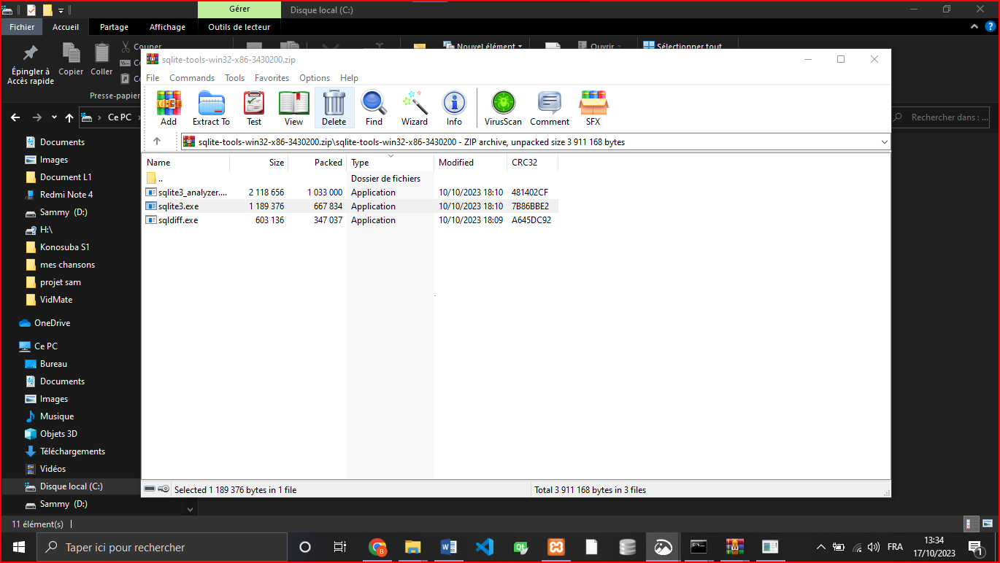 Gérer
Disque local (C:)
Fichier Accueil Partage Affichage Outils de lecteur
Couper
Nouvel élément
Ouvrir
Sélectionner tout
Épingler à
Accès rapide
Copier
Coller
Presse-papier
Ce PC
Rechercher dans : ...
sqlite-tools-win32-x86-3430200.zip
File Commands Tools Favorites Options Help
Add Extract To Test View Delete Find Wizard Info VirusScan Comment SFX
sqlite-tools-win32-x86-3430200.zip\sqlite-tools-win32-x86-3430200 - ZIP archive, unpacked size 3 911 168 bytes
Name Size Packed Type Modified CRC32
.. Dossier de fichiers
sqlite3_analyzer.... 2 118 656 1 033 000 Application 10/10/2023 18:10 481402CF
sqlite3.exe 1 189 376 667 834 Application 10/10/2023 18:10 7B86BBE2
sqldiff.exe 603 136 347 037 Application 10/10/2023 18:09 A645DC92
Selected 1 189 376 bytes in 1 file
Total 3 911 168 bytes in 3 files
Documents
Images
Document L1
Redmi Note 4
Sammy (D:)
H:\
Konosuba S1
mes chansons
projet sam
VidMate
OneDrive
Ce PC
Bureau
Documents
Images
Musique
Objets 3D
Téléchargements
Vidéos
Disque local (C:)
Sammy (D:)
11 élément(s)
Taper ici pour rechercher
FRA
13:34
17/10/2023
1